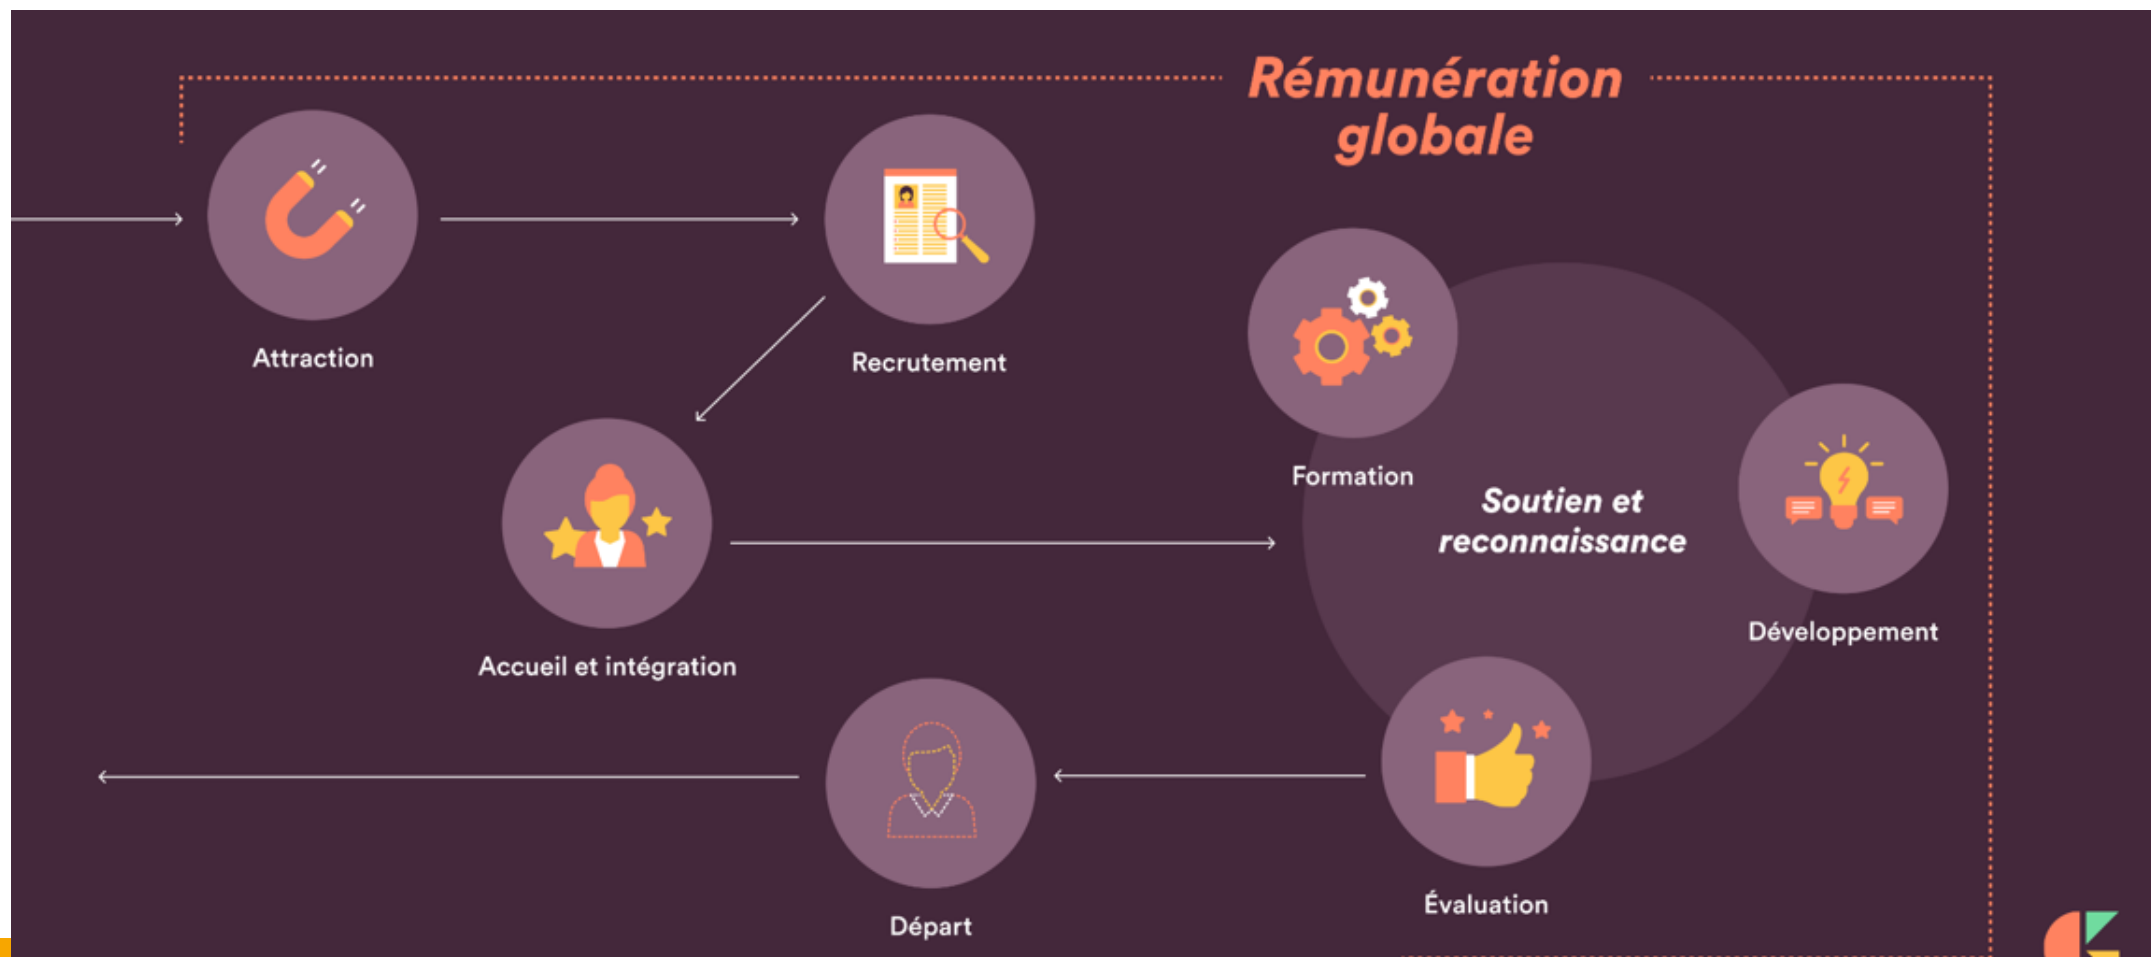 Rémunération
globale
Attraction
Recrutement
Formation
Soutien et
reconnaissance
Développement
Accueil et intégration
Évaluation
Départ